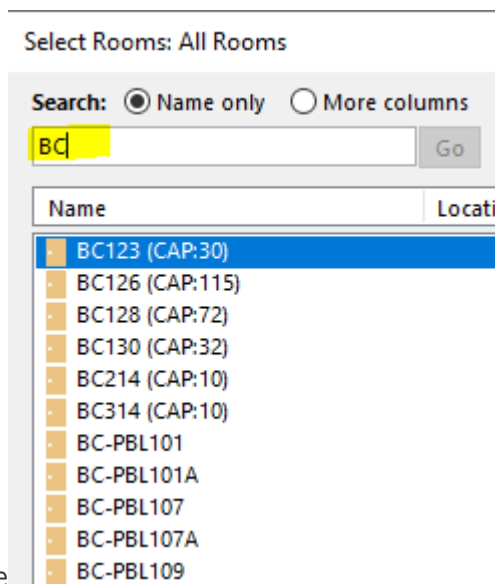 Select Rooms: All Rooms
Search: Name only More columns
BC Go
Name Locati
BC123 (CAP:30)
BC126 (CAP:115)
BC128 (CAP:72)
BC130 (CAP:32)
BC214 (CAP:10)
BC314 (CAP:10)
BC-PBL101
BC-PBL101A
BC-PBL107
BC-PBL107A
e BC-PBL109